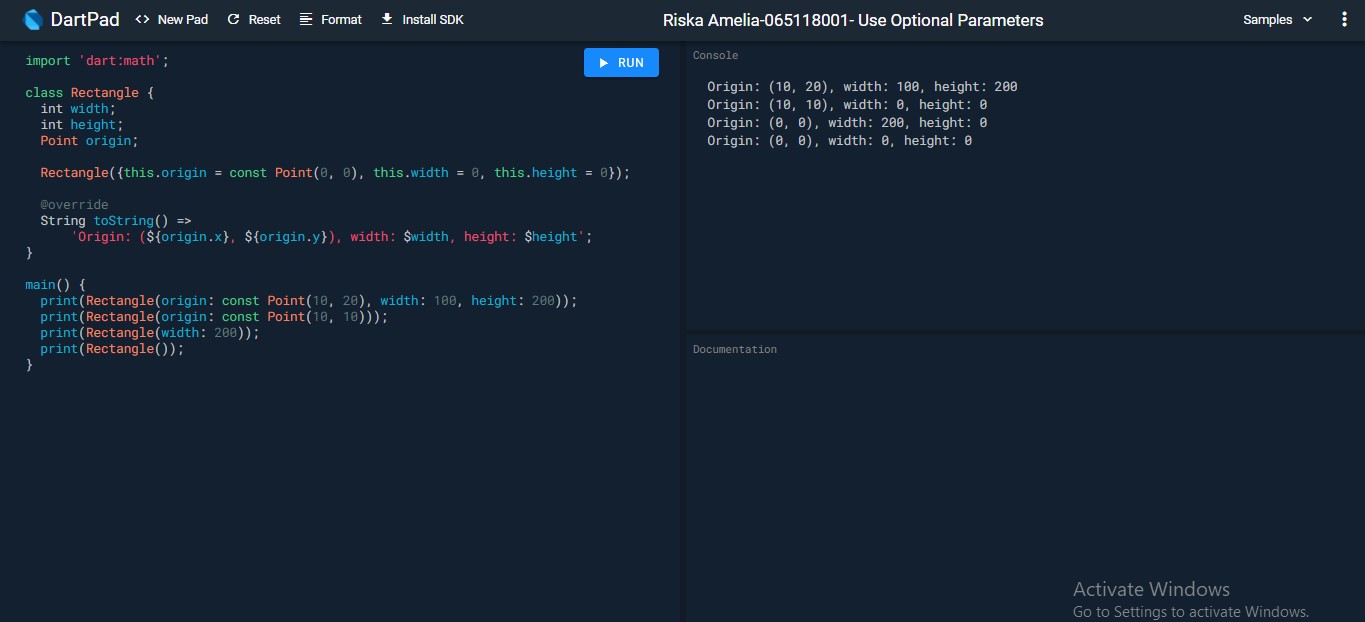 DartPad <> New Pad Reset Format Install SDK Riska Amelia-065118001- Use Optional Parameters Samples
import 'dart:math';
RUN
class Rectangle {
  int width;
  int height;
  Point origin;
  Rectangle({this.origin = const Point(0, 0), this.width = 0, this.height = 0});
  @override
  String toString() =>
      'Origin: (${origin.x}, ${origin.y}), width: $width, height: $height';
}
main() {
  print(Rectangle(origin: const Point(10, 20), width: 100, height: 200));
  print(Rectangle(origin: const Point(10, 10)));
  print(Rectangle(width: 200));
  print(Rectangle());
}
Console
Origin: (10, 20), width: 100, height: 200
Origin: (10, 10), width: 0, height: 0
Origin: (0, 0), width: 200, height: 0
Origin: (0, 0), width: 0, height: 0
Documentation
Activate Windows
Go to Settings to activate Windows.